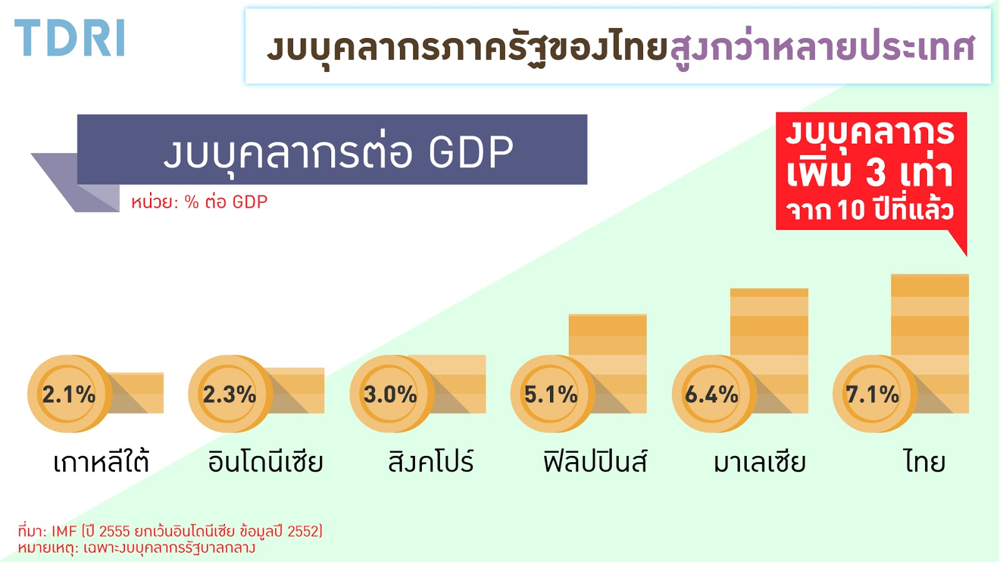 TDRI
งบบุคลากรภาครัฐของไทยสูงกว่าหลายประเทศ
งบบุคลากรต่อ GDP
หน่วย: % ต่อ GDP
งบบุคลากร
เพิ่ม 3 เท่า
จาก 10 ปีที่แล้ว
2.1%
2.3%
3.0%
5.1%
6.4%
7.1%
เกาหลีใต้
อินโดนีเซีย
สิงคโปร์
ฟิลิปปินส์
มาเลเซีย
ไทย
ที่มา: IMF (ปี 2555 ยกเว้นอินโดนีเซีย ข้อมูลปี 2552)
หมายเหตุ: เฉพาะงบบุคลากรรัฐบาลกลาง